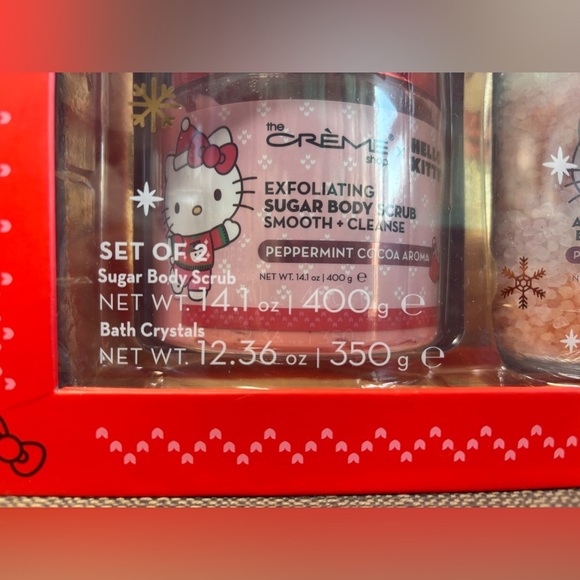 the
CRÈME®
shop
HELLO
KITTY
EXFOLIATING
SUGAR BODY SCRUB
SMOOTH + CLEANSE
PEPPERMINT COCOA AROMA
NET WT. 14.1 oz | 400 g ℮
SET OF 2
Sugar Body Scrub
NET WT. 14.1 oz | 400 g ℮
Bath Crystals
NET WT. 12.36 oz | 350 g ℮